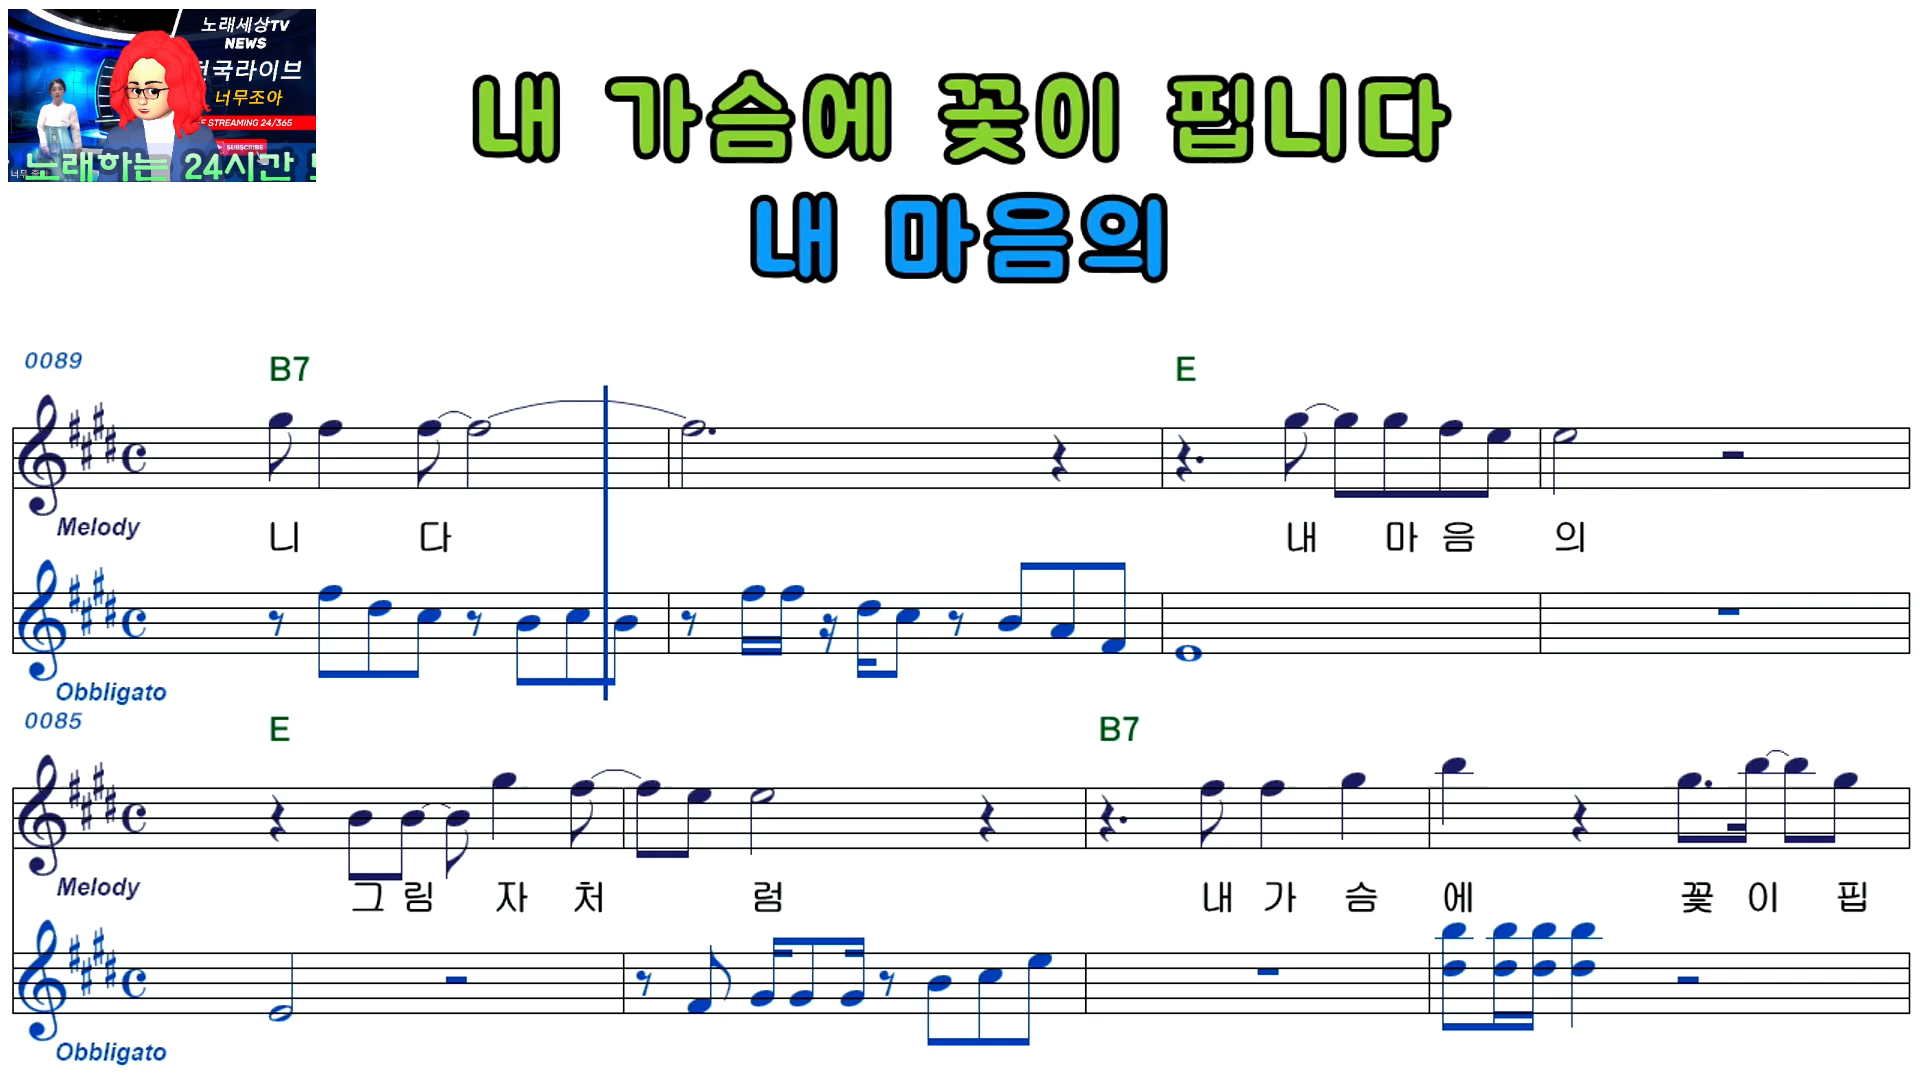 노래세상TV
NEWS
전국라이브
너무조아
STREAMING 24/365
SUBSCRIBE
노래하는 24시간
내 가슴에 꽃이 핍니다
내 마음의
0089
B7 E
Melody
니 다 내 마 음 의
Obbligato
0085
E B7
Melody
그 림 자 처 럼 내 가 슴 에 꽃 이 핍
Obbligato